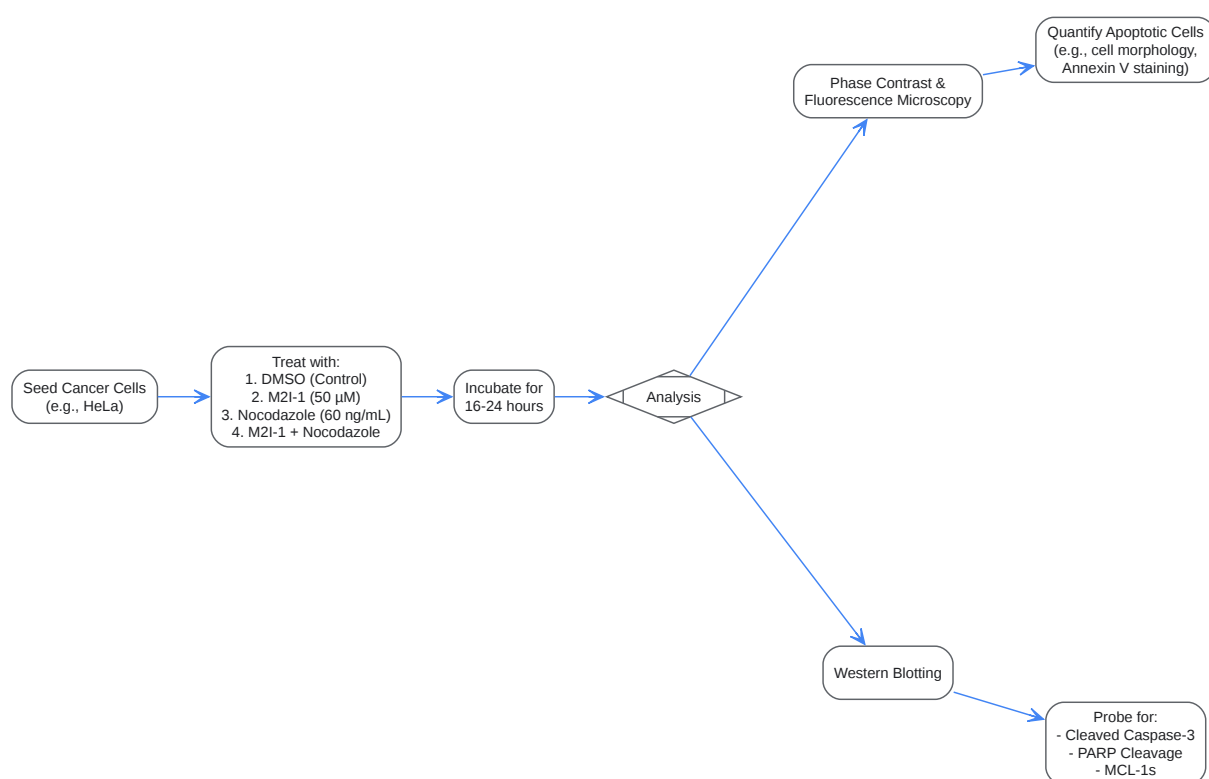 Seed Cancer Cells
(e.g., HeLa)
Treat with:
1. DMSO (Control)
2. M2I-1 (50 µM)
3. Nocodazole (60 ng/mL)
4. M2I-1 + Nocodazole
Incubate for
16-24 hours
Analysis
Phase Contrast &
Fluorescence Microscopy
Quantify Apoptotic Cells
(e.g., cell morphology,
Annexin V staining)
Western Blotting
Probe for:
- Cleaved Caspase-3
- PARP Cleavage
- MCL-1s